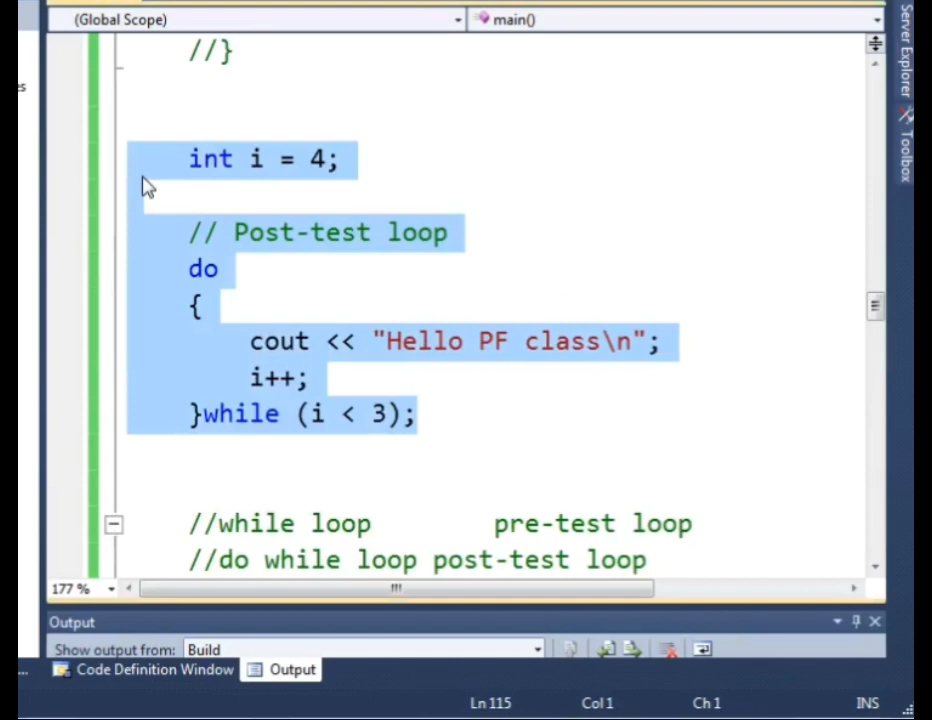 (Global Scope) main()
//}
int i = 4;
// Post-test loop
do
{
cout << "Hello PF class\n";
i++;
}while (i < 3);
//while loop pre-test loop
//do while loop post-test loop
177 %
Output
Show output from: Build
... Code Definition Window Output
Ln 115 Col 1 Ch 1 INS
Server Explorer
Toolbox